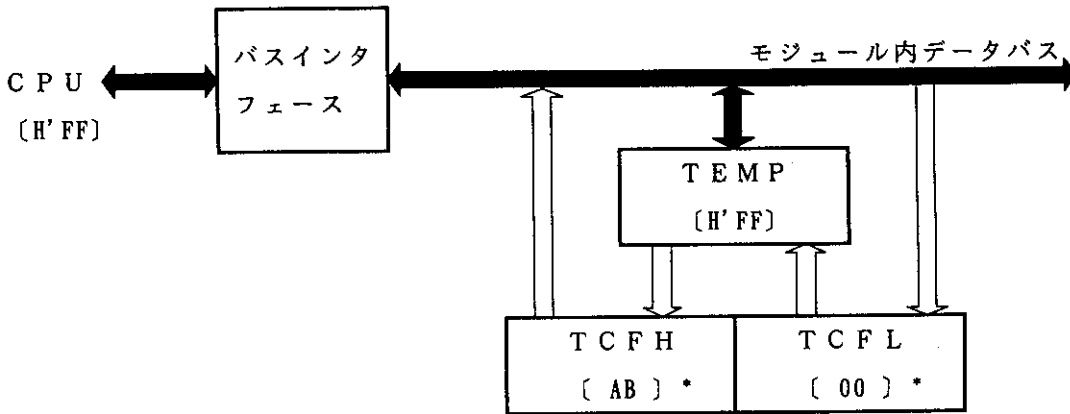 バスインタ
フェース
モジュール内データバス
CPU
〔H'FF〕
TEMP
〔H'FF〕
TCFH
〔 AB 〕*
TCFL
〔 00 〕*